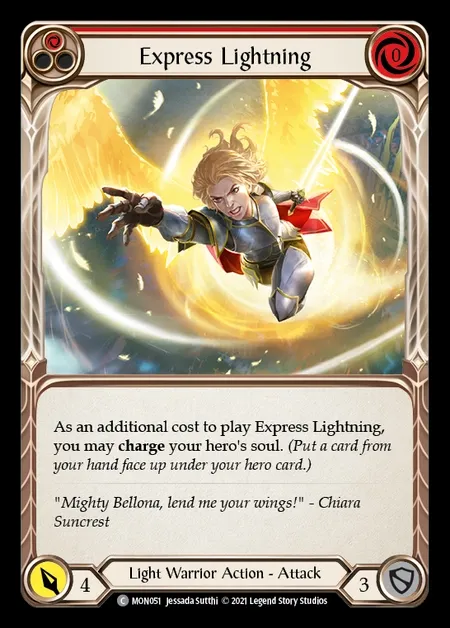 Express Lightning
0
As an additional cost to play Express Lightning,
you may charge your hero's soul. (Put a card from
your hand face up under your hero card.)
"Mighty Bellona, lend me your wings!" - Chiara
Suncrest
4
Light Warrior Action - Attack
3
C MON051 Jessada Sutthi © 2021 Legend Story Studios